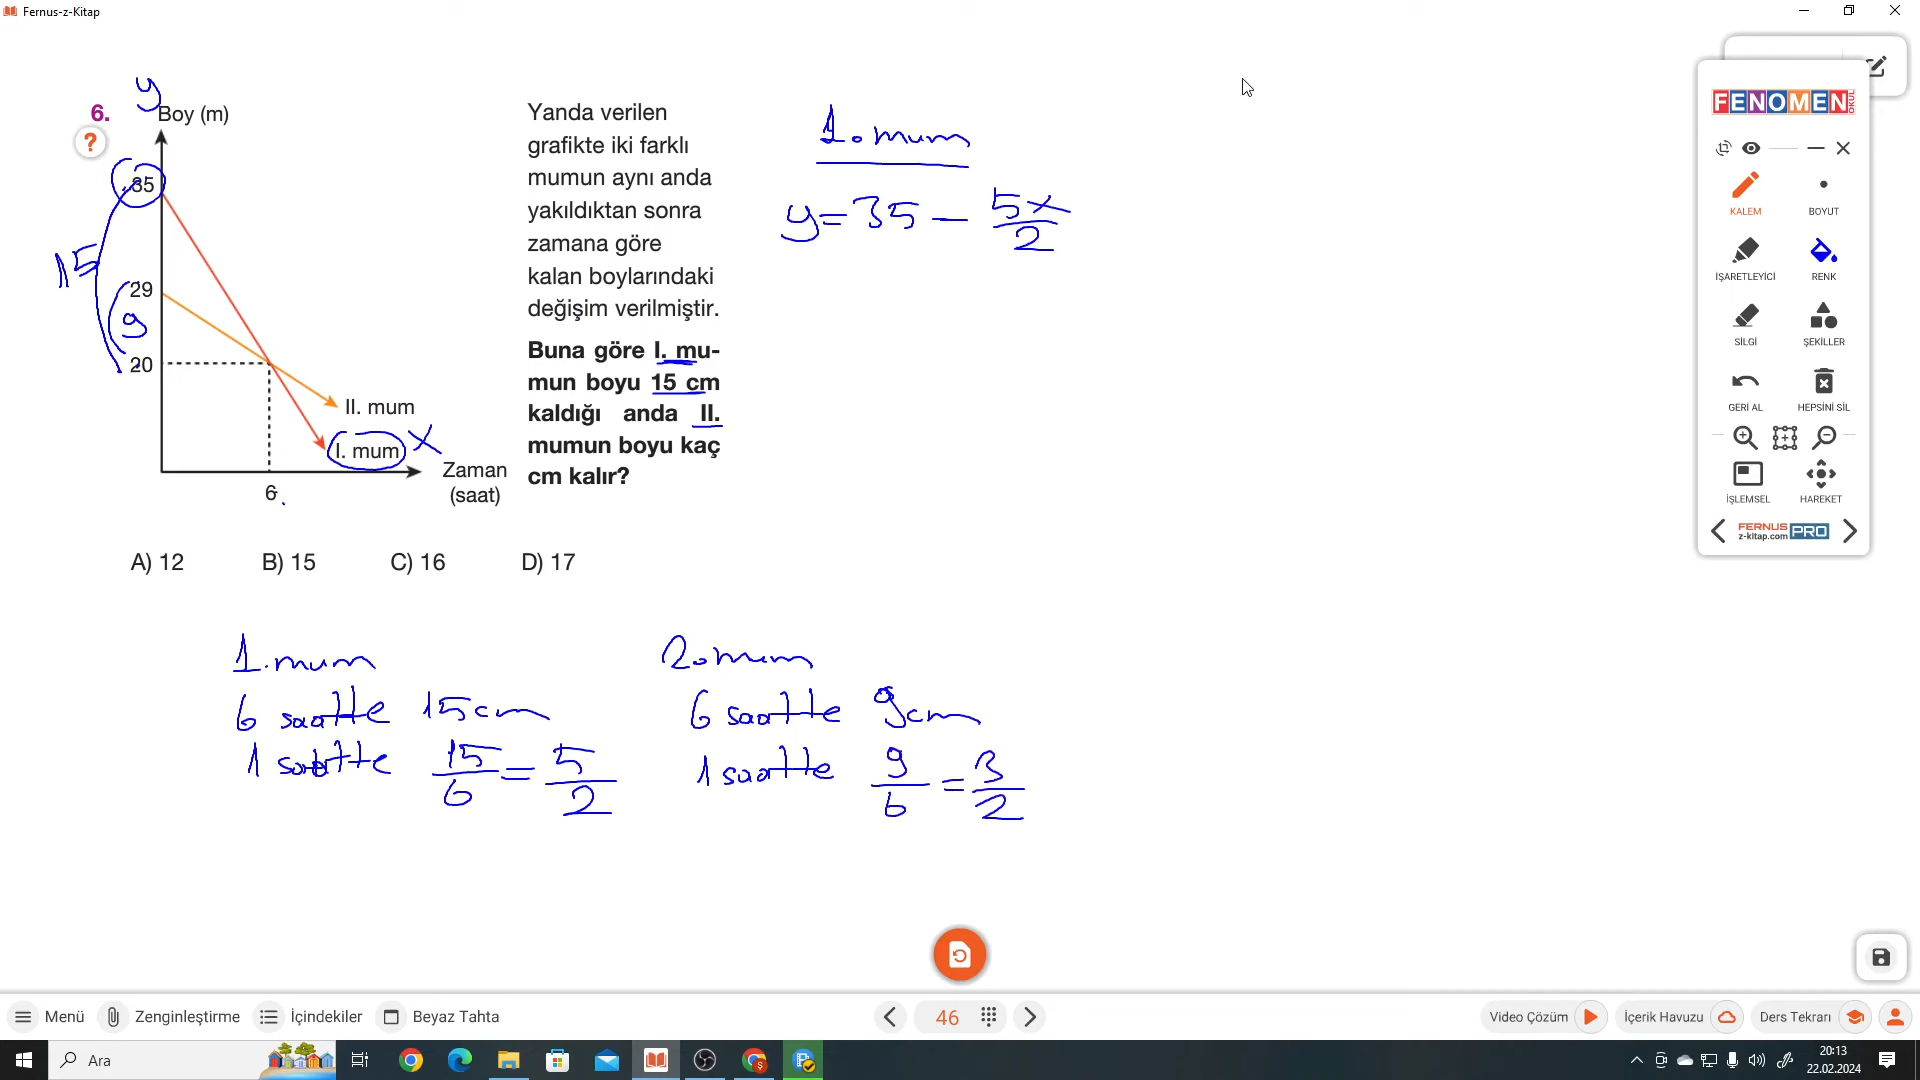 Fernus-z-Kitap
y
6.
Boy (m)
?
35
15
29
9
20
II. mum
I. mum x
Zaman
(saat)
6
Yanda verilen
grafikte iki farklı
mumun aynı anda
yakıldıktan sonra
zamana göre
kalan boylarındaki
değişim verilmiştir.
Buna göre I. mu-
mun boyu 15 cm
kaldığı anda II.
mumun boyu kaç
cm kalır?
A) 12 B) 15 C) 16 D) 17
1. mum
y = 35 - 5x/2
1. mum
6 saatte 15cm
1 saatte 15/6 = 5/2
2. mum
6 saatte 9cm
1 saatte 9/6 = 3/2
FENOMEN OKUL
KALEM BOYUT
İŞARETLEYİCİ RENK
SİLGİ ŞEKİLLER
GERİ AL HEPSİNİ SİL
İŞLEMSEL HAREKET
FERNUS
z-kitap.com PRO
Menü Zenginleştirme İçindekiler Beyaz Tahta 46 Video Çözüm İçerik Havuzu Ders Tekrarı
Ara
20:13
22.02.2024